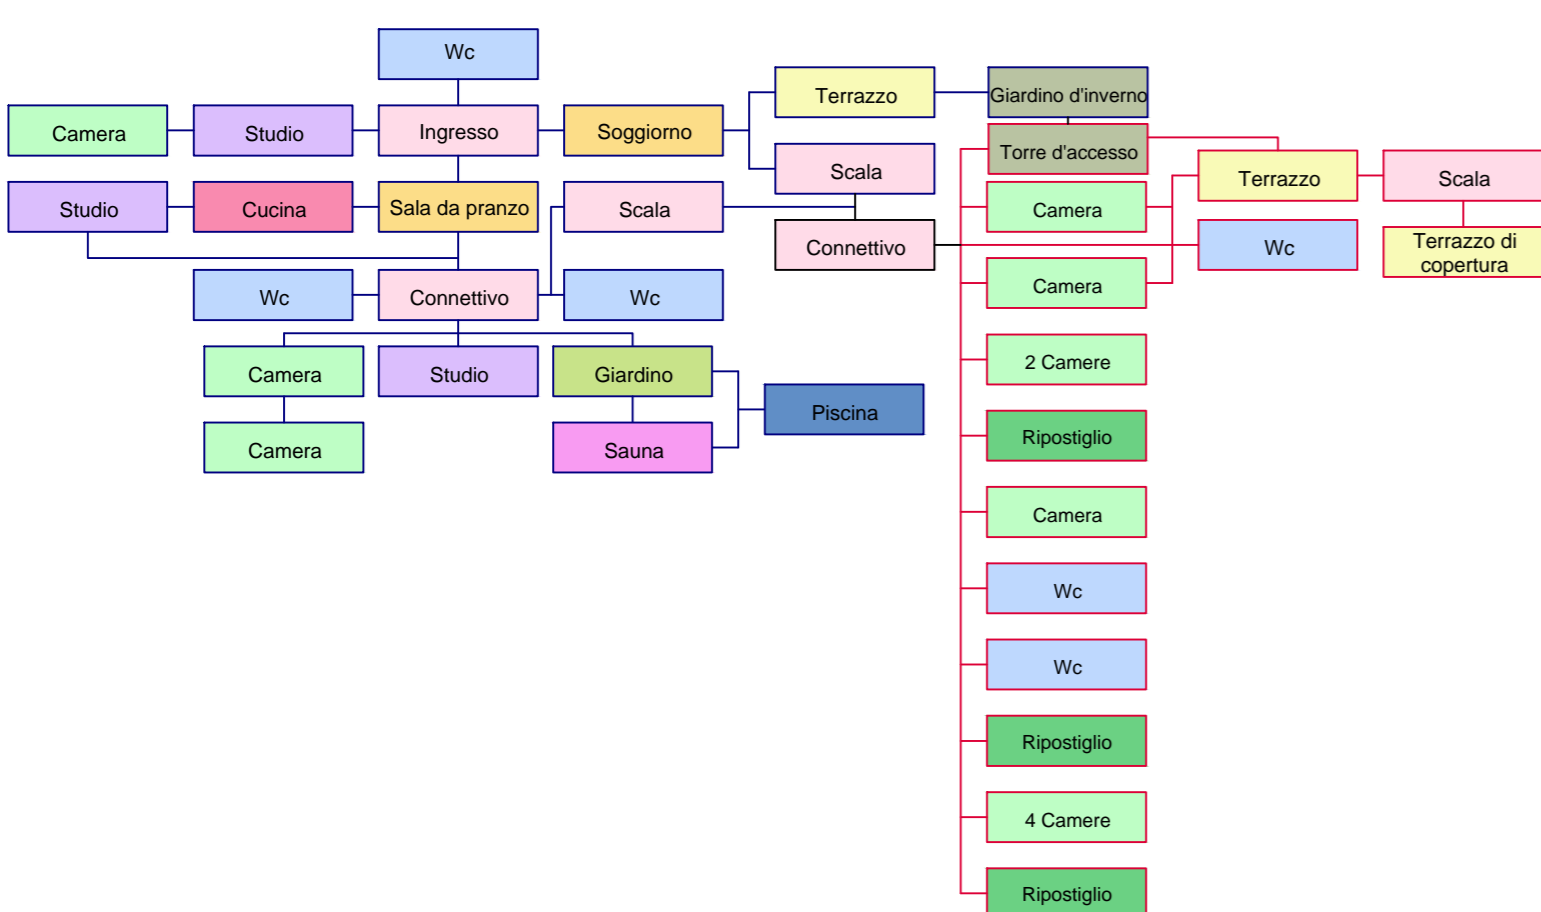 Wc
Terrazzo
Giardino d'inverno
Camera
Studio
Ingresso
Soggiorno
Torre d'accesso
Scala
Terrazzo
Scala
Studio
Cucina
Sala da pranzo
Scala
Camera
Connettivo
Wc
Terrazzo di
copertura
Wc
Connettivo
Wc
Camera
Camera
Studio
Giardino
2 Camere
Piscina
Camera
Sauna
Ripostiglio
Camera
Wc
Wc
Ripostiglio
4 Camere
Ripostiglio